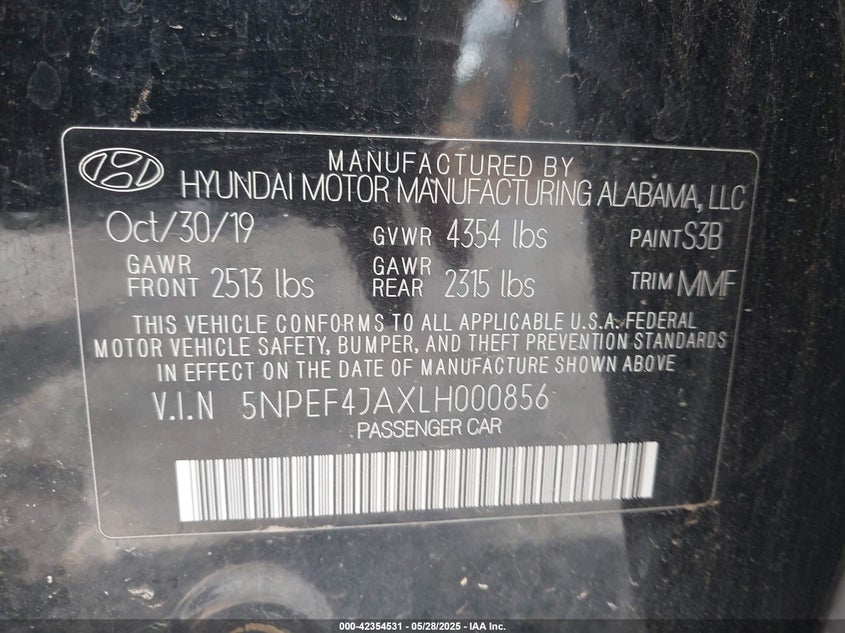 MANUFACTURED BY
HYUNDAI MOTOR MANUFACTURING ALABAMA, LLC
Oct/30/19 GVWR 4354 lbs PAINT S3B
GAWR FRONT 2513 lbs GAWR REAR 2315 lbs TRIM MMF
THIS VEHICLE CONFORMS TO ALL APPLICABLE U.S.A. FEDERAL
MOTOR VEHICLE SAFETY, BUMPER, AND THEFT PREVENTION STANDARDS
IN EFFECT ON THE DATE OF MANUFACTURE SHOWN ABOVE
V.I.N 5NPEF4JAXLH000856
PASSENGER CAR
000-42354531 - 05/28/2025 - IAA Inc.